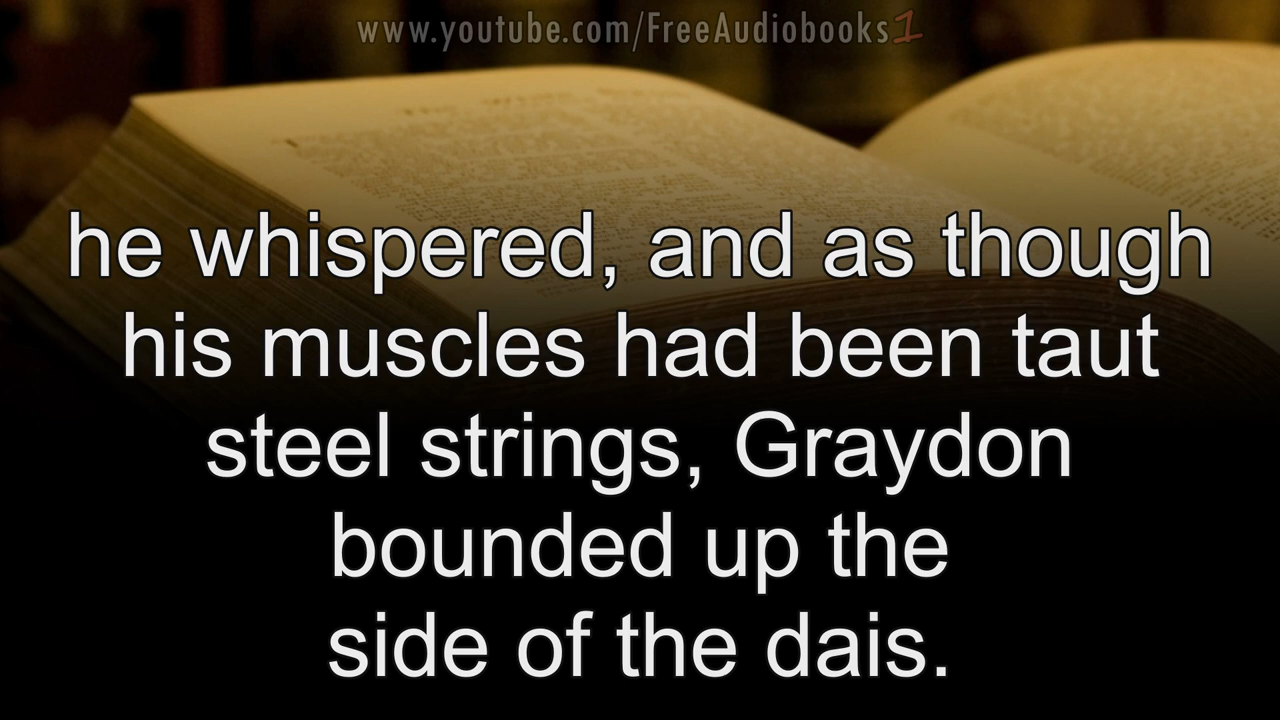 www.youtube.com/FreeAudiobooks1
he whispered, and as though
his muscles had been taut
steel strings, Graydon
bounded up the
side of the dais.